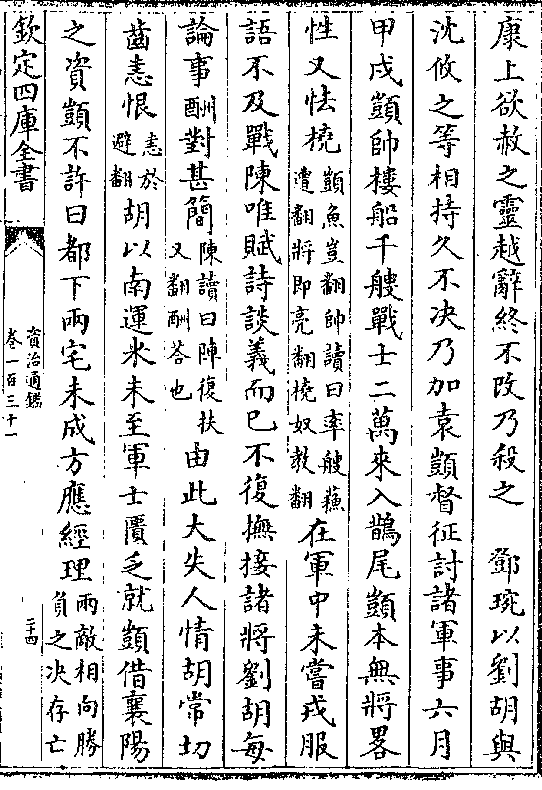 康上欲赦之靈越辭終不改乃殺之　鄧琬以劉胡與
沈攸之等相持久不決乃加袁顗督征討諸軍事六月
甲戌顗帥樓船千艘戰士二萬來入鵲尾顗本無將畧
性又怯橈顗魚豈翻帥讀曰率艘蘓遭翻將即亮翻橈奴教翻在軍中未嘗戎服
語不及戰陳唯賦詩談義而已不復撫接諸將劉胡每
論事酬對甚簡陳讀曰陣復扶又翻酬荅也由此大失人情胡常切
齒恚恨恚於避翻胡以南運米未至軍士匱乏就顗借襄陽
之資顗不許曰都下兩宅未成方應經理兩敵相向勝負之决存亡
欽定四庫全書
資治通鑑
卷一百三十一
二十四